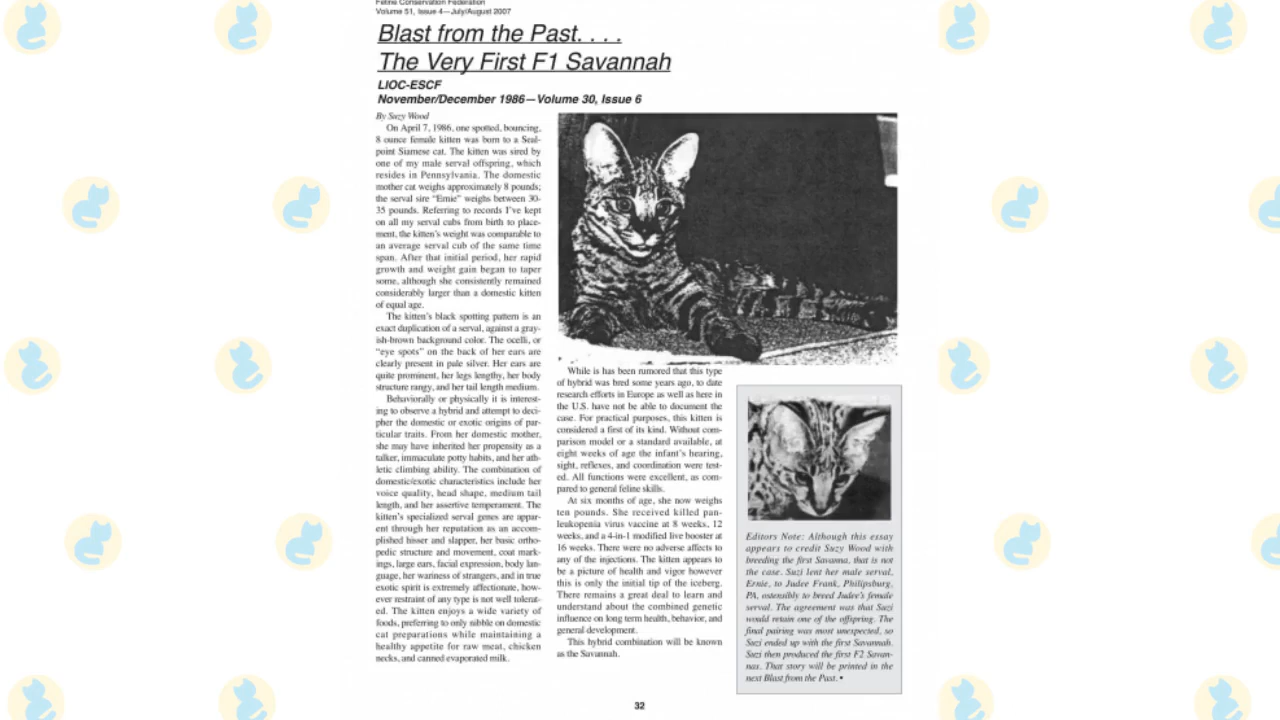 Feline Conservation Federation
Volume 51, Issue 4—July/August 2007
Blast from the Past. . . .
The Very First F1 Savannah
LIOC-ESCF
November/December 1986—Volume 30, Issue 6
By Suzy Wood
On April 7, 1986, one spotted, bouncing,
8 ounce female kitten was born to a Seal-
point Siamese cat. The kitten was sired by
one of my male serval offspring, which
resides in Pennsylvania. The domestic
mother cat weighs approximately 8 pounds;
the serval sire “Ernie” weighs between 30-
35 pounds. Referring to records I’ve kept
on all my serval cubs from birth to place-
ment, the kitten’s weight was comparable to
an average serval cub of the same time
span. After that initial period, her rapid
growth and weight gain began to taper
some, although she consistently remained
considerably larger than a domestic kitten
of equal age.
The kitten’s black spotting pattern is an
exact duplication of a serval, against a gray-
ish-brown background color. The ocelli, or
“eye spots” on the back of her ears are
clearly present in pale silver. Her ears are
quite prominent, her legs lengthy, her body
structure rangy, and her tail length medium.
Behaviorally or physically it is interest-
ing to observe a hybrid and attempt to deci-
pher the domestic or exotic origins of par-
ticular traits. From her domestic mother,
she may have inherited her propensity as a
talker, immaculate potty habits, and her ath-
letic climbing ability. The combination of
domestic/exotic characteristics include her
voice quality, head shape, medium tail
length, and her assertive temperament. The
kitten’s specialized serval genes are appar-
ent through her reputation as an accom-
plished hisser and slapper, her basic ortho-
pedic structure and movement, coat mark-
ings, large ears, facial expression, body lan-
guage, her wariness of strangers, and in true
exotic spirit is extremely affectionate, how-
ever restraint of any type is not well tolerat-
ed. The kitten enjoys a wide variety of
foods, preferring to only nibble on domestic
cat preparations while maintaining a
healthy appetite for raw meat, chicken
necks, and canned evaporated milk.
While is has been rumored that this type
of hybrid was bred some years ago, to date
research efforts in Europe as well as here in
the U.S. have not be able to document the
case. For practical purposes, this kitten is
considered a first of its kind. Without com-
parison model or a standard available, at
eight weeks of age the infant’s hearing,
sight, reflexes, and coordination were test-
ed. All functions were excellent, as com-
pared to general feline skills.
At six months of age, she now weighs
ten pounds. She received killed pan-
leukopenia virus vaccine at 8 weeks, 12
weeks, and a 4-in-1 modified live booster at
16 weeks. There were no adverse affects to
any of the injections. The kitten appears to
be a picture of health and vigor however
this is only the initial tip of the iceberg.
There remains a great deal to learn and
understand about the combined genetic
influence on long term health, behavior, and
general development.
This hybrid combination will be known
as the Savannah.
Editors Note: Although this essay
appears to credit Suzy Wood with
breeding the first Savanna, that is not
the case. Suzi lent her male serval,
Ernie, to Judee Frank, Philipsburg,
PA, ostensibly to breed Judee’s female
serval. The agreement was that Suzi
would retain one of the offspring. The
final pairing was most unexpected, so
Suzi ended up with the first Savannah.
Suzi then produced the first F2 Savan-
nas. That story will be printed in the
next Blast from the Past. •
32